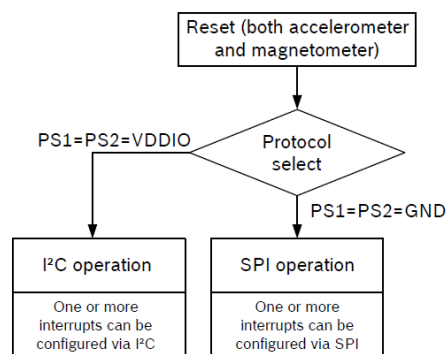 Reset (both accelerometer
and magnetometer)
PS1=PS2=VDDIO
Protocol
select
PS1=PS2=GND
I²C operation
One or more
interrupts can be
configured via I²C
SPI operation
One or more
interrupts can be
configured via SPI